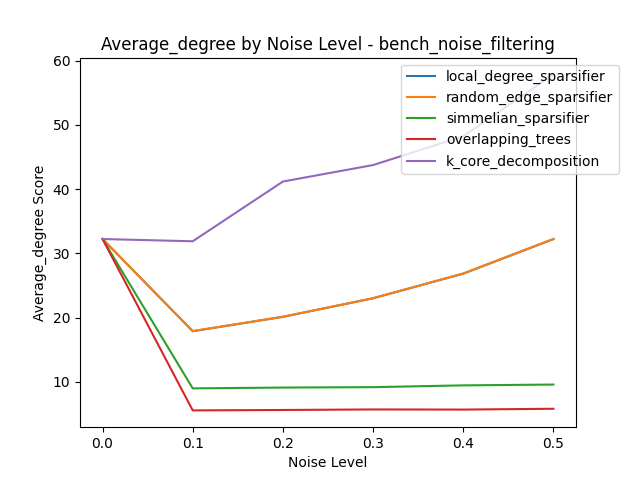 Average_degree by Noise Level - bench_noise_filtering
local_degree_sparsifier
random_edge_sparsifier
simmelian_sparsifier
overlapping_trees
k_core_decomposition
Average_degree Score
60
50
40
30
20
10
0.0 0.1 0.2 0.3 0.4 0.5
Noise Level